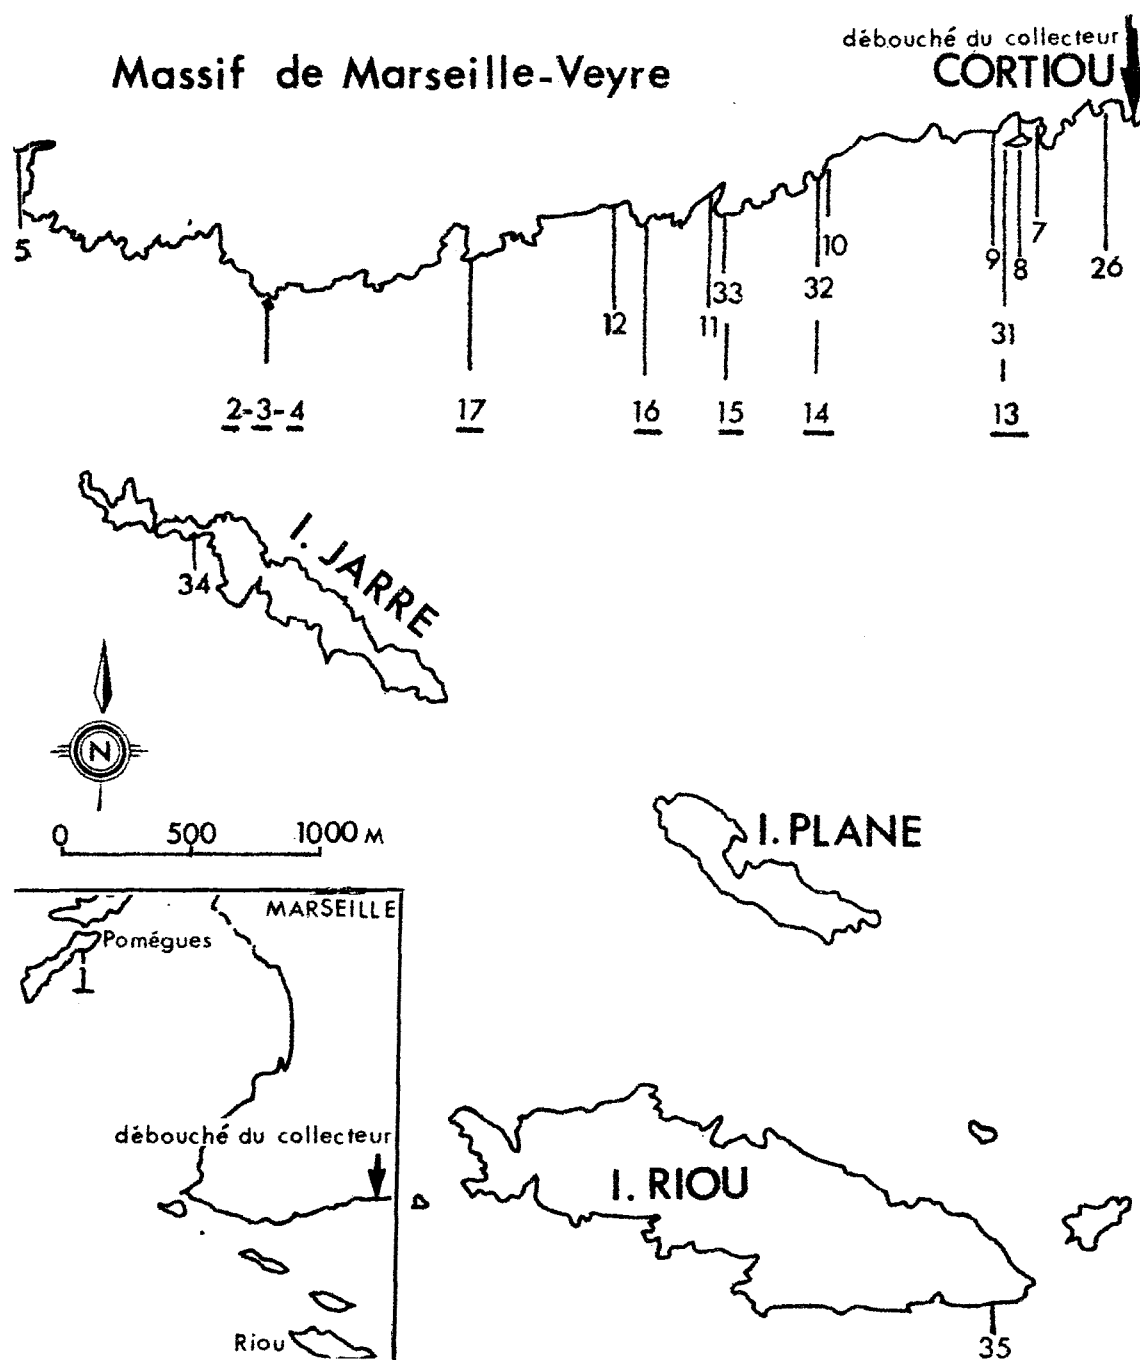 débouché du collecteur
Massif de Marseille-Veyre
CORTIOU
5
10
7
9
8
26
33
32
12
11
31
2-3-4
17
16
15
14
13
I. JARRE
34
N
0 500 1000 M
I. PLANE
MARSEILLE
Pomégues
1
débouché du collecteur
I. RIOU
Riou
35